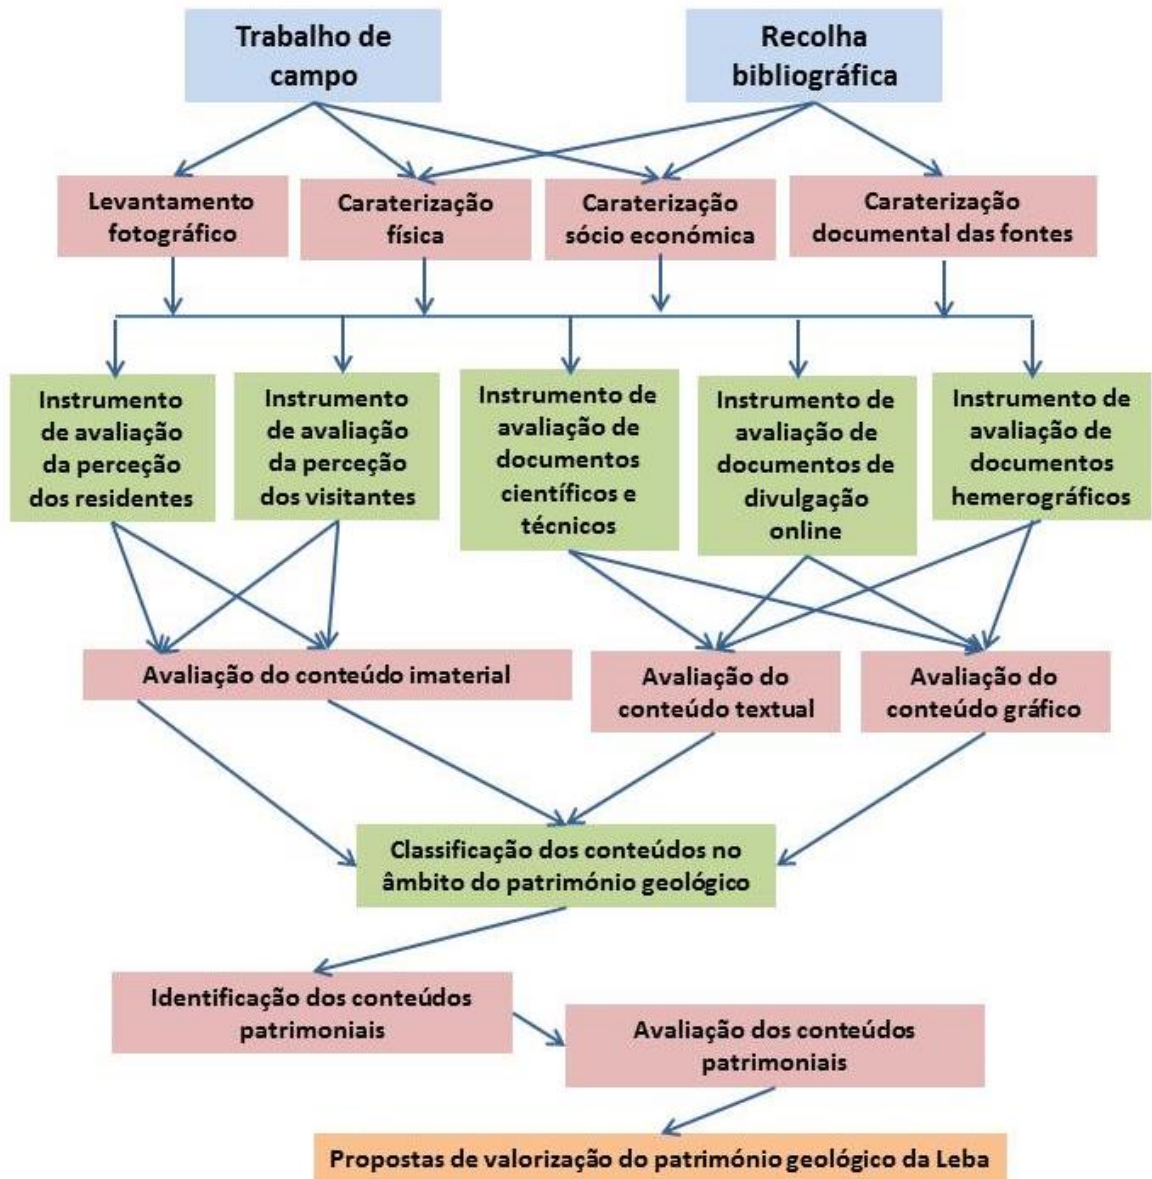 Trabalho de
campo
Recolha
bibliográfica
Levantamento
fotográfico
Caraterização
física
Caraterização
sócio económica
Caraterização
documental das fontes
Instrumento
de avaliação
da perceção
dos residentes
Instrumento
de avaliação
da perceção
dos visitantes
Instrumento de
avaliação de
documentos
científicos e
técnicos
Instrumento de
avaliação de
documentos de
divulgação
online
Instrumento de
avaliação de
documentos
hemerográficos
Avaliação do conteúdo imaterial
Avaliação do
conteúdo textual
Avaliação do
conteúdo gráfico
Classificação dos conteúdos no
âmbito do património geológico
Identificação dos conteúdos
patrimoniais
Avaliação dos conteúdos
patrimoniais
Propostas de valorização do património geológico da Leba